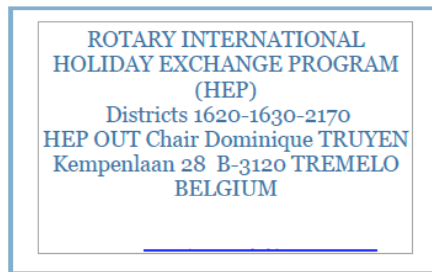 ROTARY INTERNATIONAL
HOLIDAY EXCHANGE PROGRAM
(HEP)
Districts 1620-1630-2170
HEP OUT Chair Dominique TRUYEN
Kempenlaan 28 B-3120 TREMELO
BELGIUM